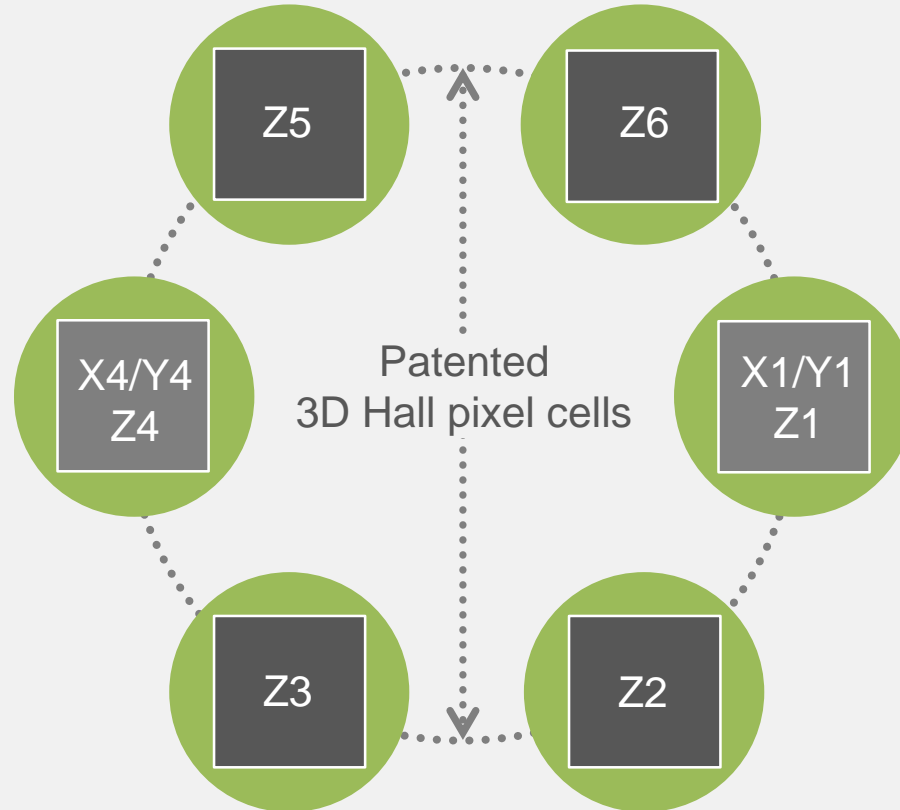 Z5
Z6
X4/Y4
Z4
Patented
3D Hall pixel cells
X1/Y1
Z1
Z3
Z2